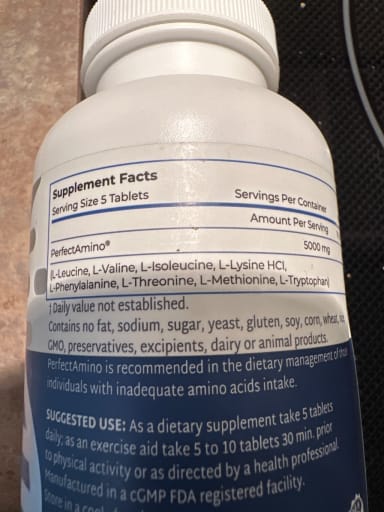 Supplement Facts
Serving Size 5 Tablets
Servings Per Container
Amount Per Serving
PerfectAmino® 5000 mg
(L-Leucine, L-Valine, L-Isoleucine, L-Lysine HCl,
L-Phenylalanine, L-Threonine, L-Methionine, L-Tryptophan)
† Daily value not established.
Contains no fat, sodium, sugar, yeast, gluten, soy, corn, wheat,
GMO, preservatives, excipients, dairy or animal products.
PerfectAmino is recommended in the dietary management of those
individuals with inadequate amino acids intake.
SUGGESTED USE: As a dietary supplement take 5 tablets
daily; as an exercise aid take 5 to 10 tablets 30 min. prior
to physical activity or as directed by a health professional.
Manufactured in a cGMP FDA registered facility.
Store in a